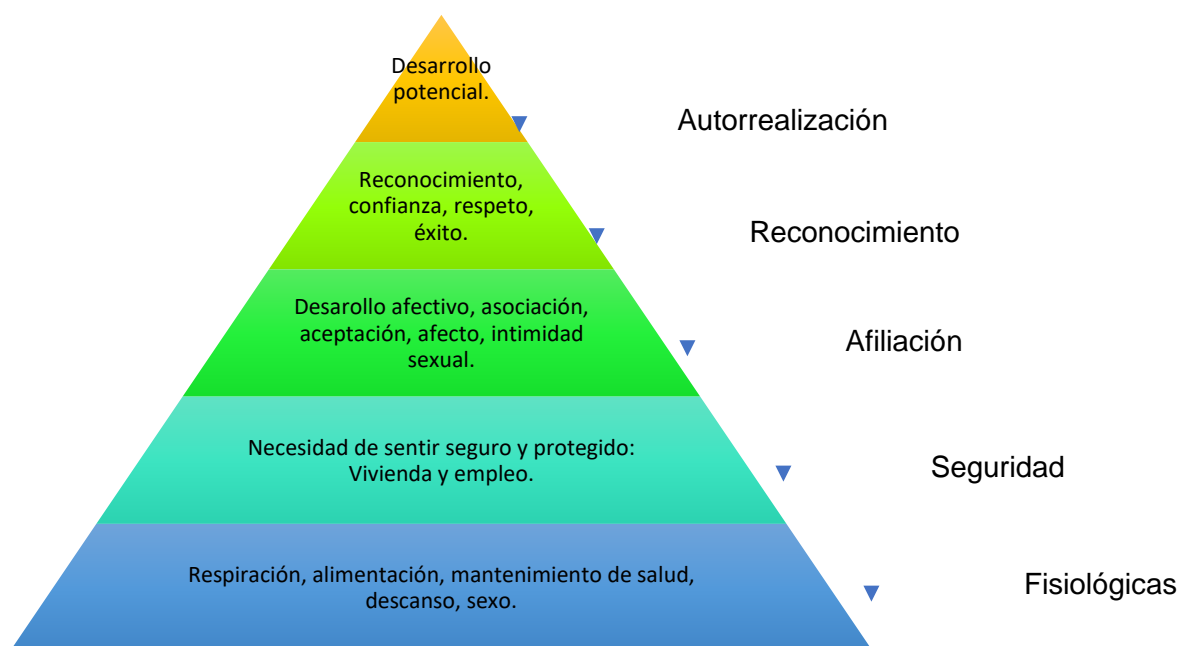 Desarrollo
potencial.
Autorrealización
Reconocimiento,
confianza, respeto,
éxito.
Reconocimiento
Desarollo afectivo, asociación,
aceptación, afecto, intimidad
sexual.
Afiliación
Necesidad de sentir seguro y protegido:
Vivienda y empleo.
Seguridad
Respiración, alimentación, mantenimiento de salud,
descanso, sexo.
Fisiológicas